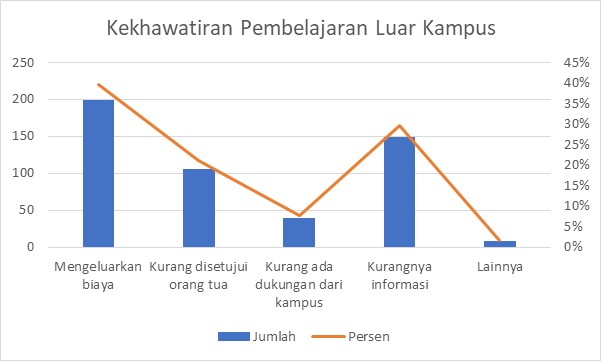 Kekhawatiran Pembelajaran Luar Kampus
250
200
150
100
50
0
45%
40%
35%
30%
25%
20%
15%
10%
5%
0%
Mengeluarkan
biaya
Kurang disetujui
orang tua
Kurang ada
dukungan dari
kampus
Kurangnya
informasi
Lainnya
Jumlah
Persen